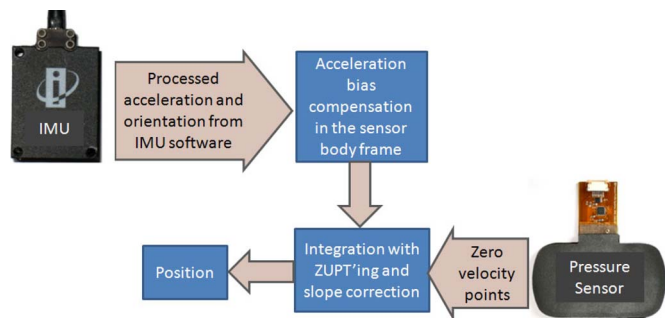 IMU
Processed
acceleration and
orientation from
IMU software
Acceleration
bias
compensation
in the sensor
body frame
Integration with
ZUPT'ing and
slope correction
Position
Zero
velocity
points
Pressure
Sensor